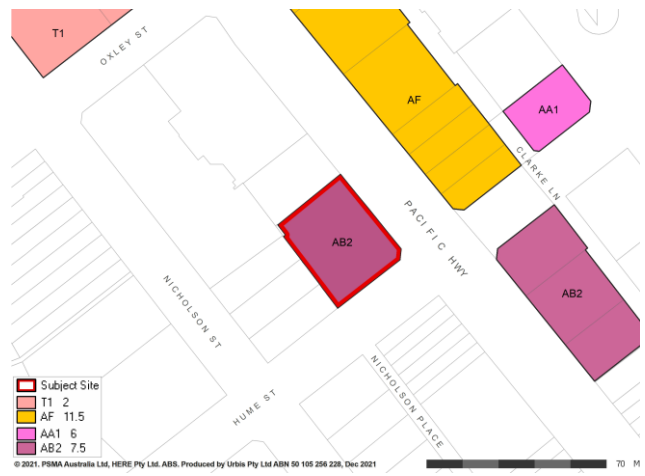 T1
OXLEY ST
AF
AA1
CLARKE LN
PACIFIC HWY
AB2
AB2
NICHOLSON ST
NICHOLSON PLACE
HUME ST
Subject Site
T1 2
AF 11.5
AA1 6
AB2 7.5
© 2021. PSMA Australia Ltd, HERE Pty Ltd. ABS. Produced by Urbis Pty Ltd ABN 50 105 256 228, Dec 2021
70 M